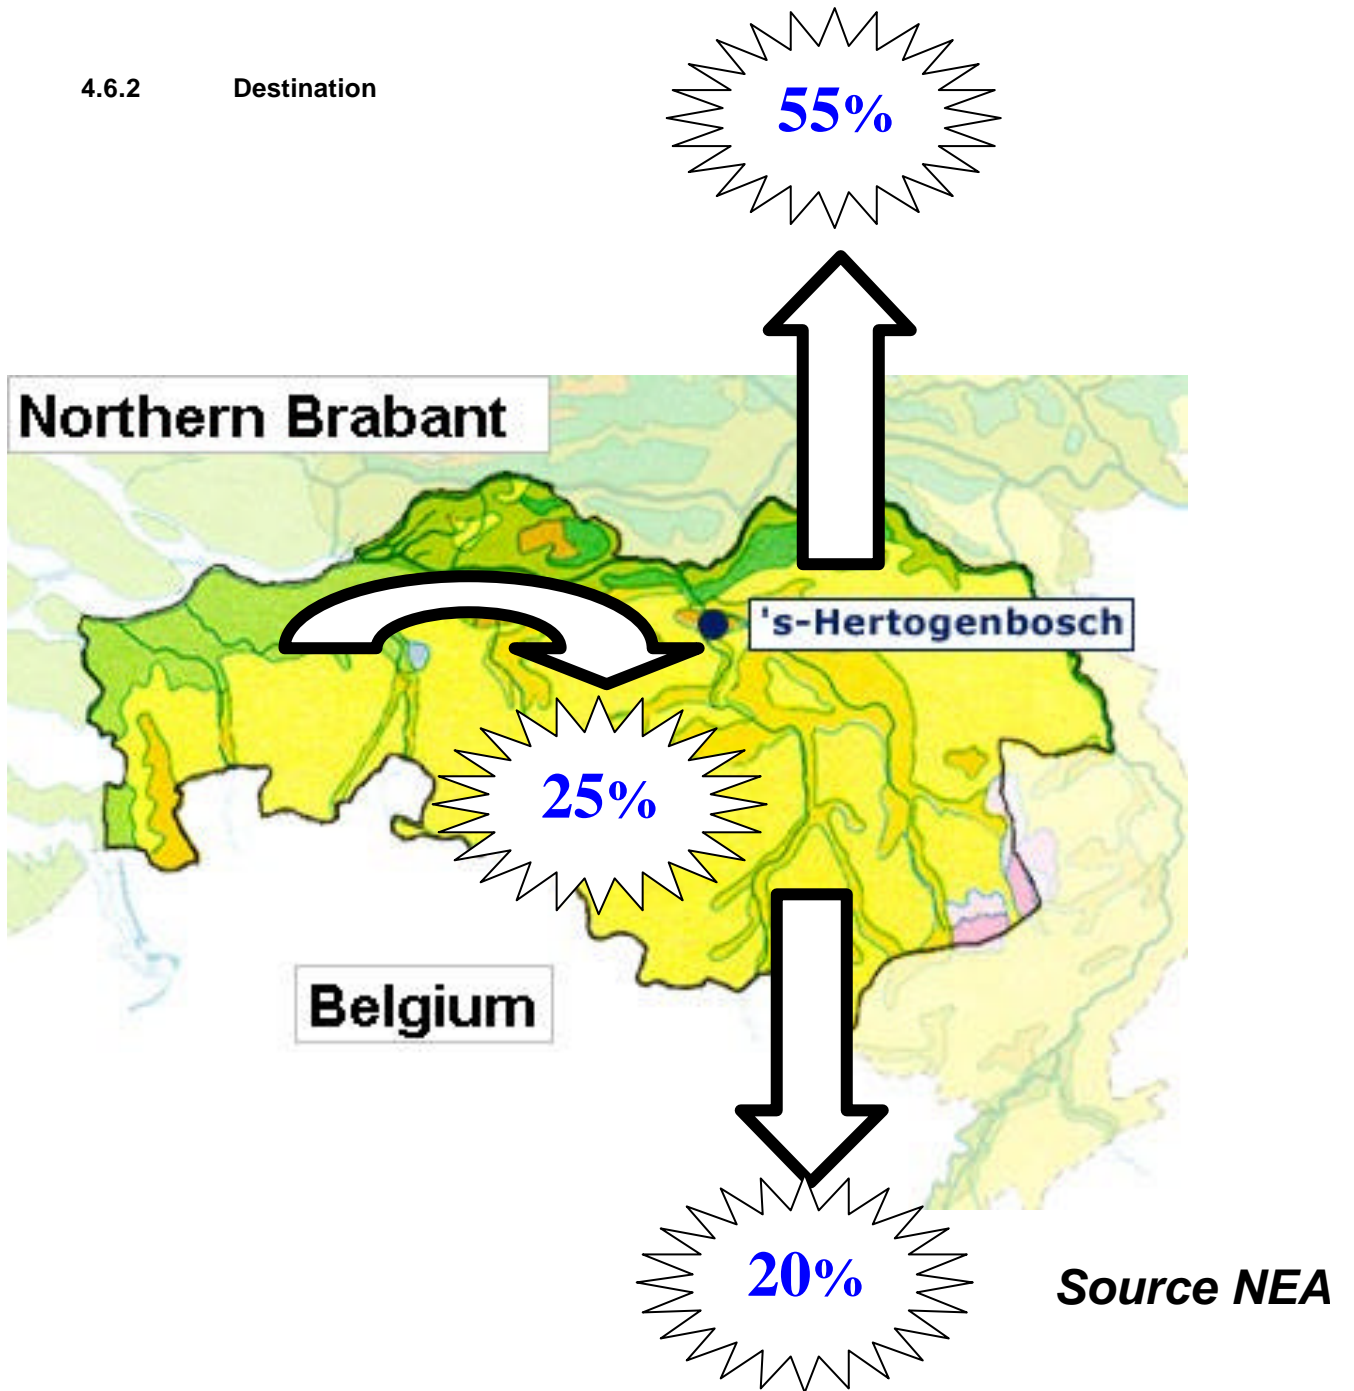 4.6.2 Destination
55%
Northern Brabant
's-Hertogenbosch
25%
Belgium
20%
Source NEA